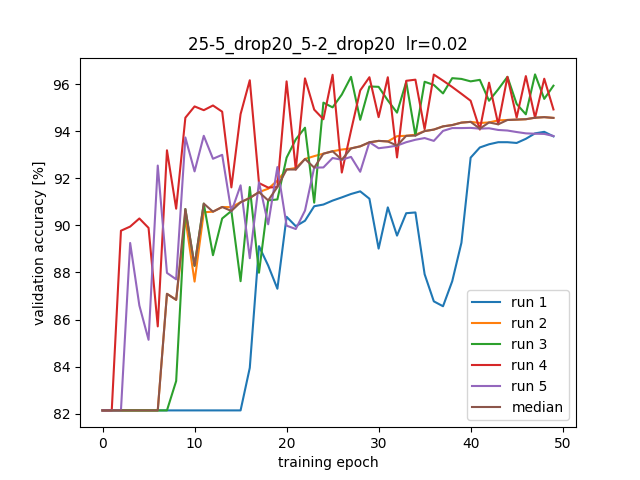 25-5_drop20_5-2_drop20  lr=0.02
validation accuracy [%]
96
94
92
90
88
86
84
82
0
10
20
30
40
50
training epoch
run 1
run 2
run 3
run 4
run 5
median